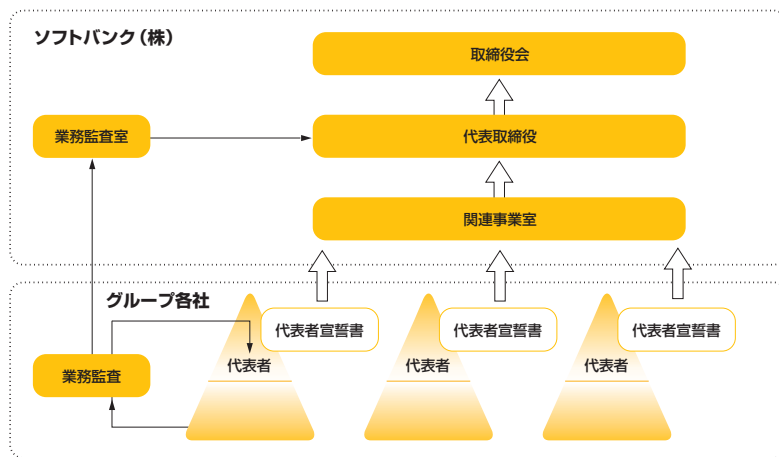 ソフトバンク（株）
取締役会
業務監査室
代表取締役
関連事業室
グループ各社
代表者宣誓書
代表者宣誓書
代表者宣誓書
代表者
代表者
代表者
業務監査